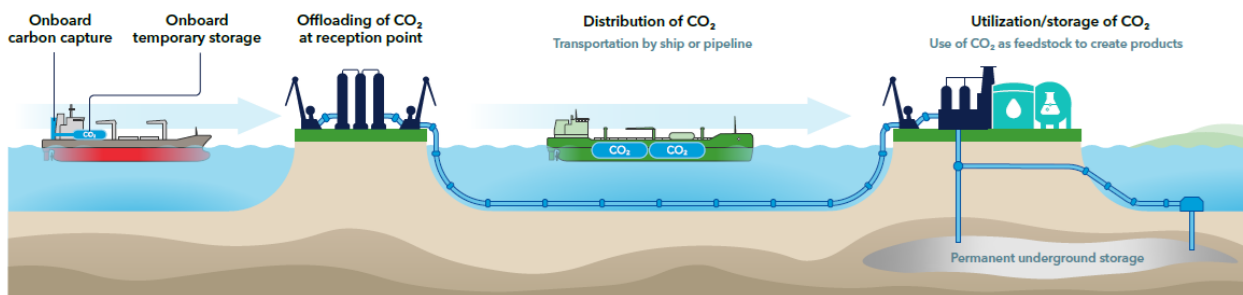 Onboard
carbon capture
Onboard
temporary storage
Offloading of CO₂
at reception point
Distribution of CO₂
Transportation by ship or pipeline
Utilization/storage of CO₂
Use of CO₂ as feedstock to create products
CO₂
CO₂
CO₂
Permanent underground storage